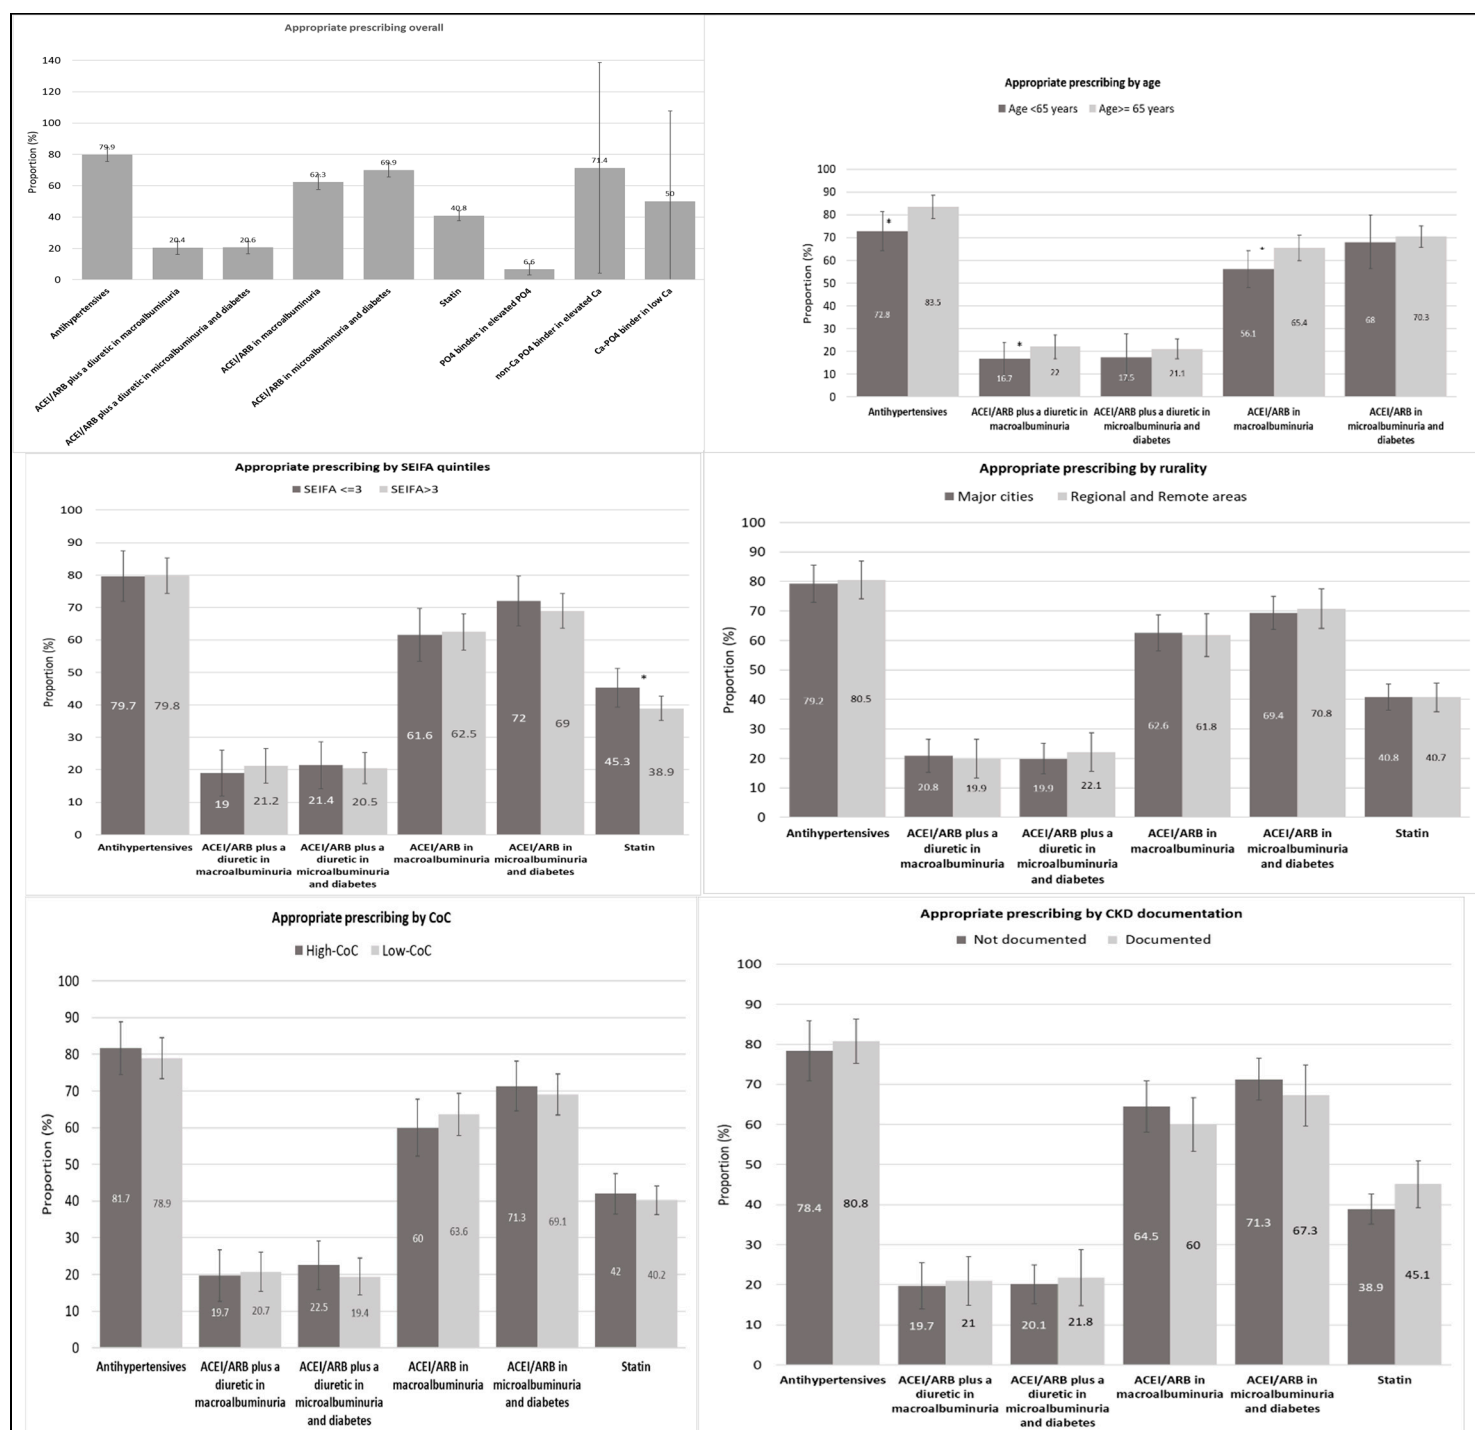 Appropriate prescribing overall
Proportion (%)
140
120
100
80
60
40
20
0
79.9
20.4
20.6
62.3
69.9
40.8
6.6
71.4
50
Antihypertensives
ACEI/ARB plus a diuretic in macroalbuminuria
ACEI/ARB plus a diuretic in microalbuminuria and diabetes
ACEI/ARB in macroalbuminuria
ACEI/ARB in microalbuminuria and diabetes
Statin
PO4 binders in elevated PO4
non-Ca PO4 binder in elevated Ca
Ca-PO4 binder in low Ca
Appropriate prescribing by age
Age <65 years Age>= 65 years
Proportion (%)
100
90
80
70
60
50
40
30
20
10
0
* * *
72.8 83.5 16.7 22 17.5 21.1 56.1 65.4 68 70.3
Antihypertensives
ACEI/ARB plus a diuretic in
macroalbuminuria
ACEI/ARB plus a diuretic in
microalbuminuria and
diabetes
ACEI/ARB in
macroalbuminuria
ACEI/ARB in
microalbuminuria and
diabetes
Appropriate prescribing by SEIFA quintiles
SEIFA <=3 SEIFA>3
Proportion (%)
100
90
80
70
60
50
40
30
20
10
0
*
79.7 79.8 19 21.2 21.4 20.5 61.6 62.5 72 69 45.3 38.9
Antihypertensives
ACEI/ARB plus a
diuretic in
macroalbuminuria
ACEI/ARB plus a
diuretic in
microalbuminuria
and diabetes
ACEI/ARB in
macroalbuminuria
ACEI/ARB in
microalbuminuria
and diabetes
Statin
Appropriate prescribing by rurality
Major cities Regional and Remote areas
Proportion (%)
100
90
80
70
60
50
40
30
20
10
0
79.2 80.5 20.8 19.9 19.9 22.1 62.6 61.8 69.4 70.8 40.8 40.7
Antihypertensives
ACEI/ARB plus a
diuretic in
macroalbuminuria
ACEI/ARB plus a
diuretic in
microalbuminuria
and diabetes
ACEI/ARB in
macroalbuminuria
ACEI/ARB in
microalbuminuria
and diabetes
Statin
Appropriate prescribing by CoC
High-CoC Low-CoC
Proportion (%)
100
90
80
70
60
50
40
30
20
10
0
81.7 78.9 19.7 20.7 22.5 19.4 60 63.6 71.3 69.1 42 40.2
Antihypertensives
ACEI/ARB plus a
diuretic in
macroalbuminuria
ACEI/ARB plus a
diuretic in
microalbuminuria
and diabetes
ACEI/ARB in
macroalbuminuria
ACEI/ARB in
microalbuminuria
and diabetes
Statin
Appropriate prescribing by CKD documentation
Not documented Documented
Proportion (%)
100
90
80
70
60
50
40
30
20
10
0
78.4 80.8 19.7 21 20.1 21.8 64.5 60 71.3 67.3 38.9 45.1
Antihypertensives
ACEI/ARB plus a
diuretic in
macroalbuminuria
ACEI/ARB plus a
diuretic in
microalbuminuria
and diabetes
ACEI/ARB in
macroalbuminuria
ACEI/ARB in
microalbuminuria
and diabetes
Statin